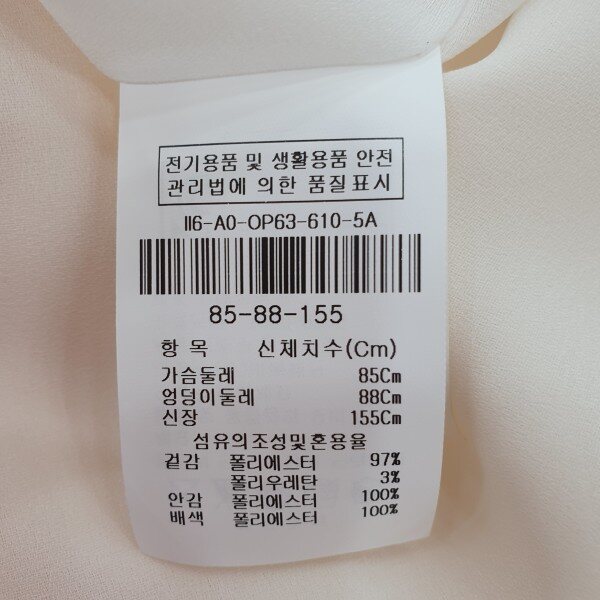 전기용품 및 생활용품 안전
관리법에 의한 품질표시
II6-A0-OP63-610-5A
85-88-155
항 목 신체치수(Cm)
가슴둘레 85Cm
엉덩이둘레 88Cm
신장 155Cm
섬유의조성및혼용율
겉감 폴리에스터 97%
폴리우레탄 3%
안감 폴리에스터 100%
배색 폴리에스터 100%